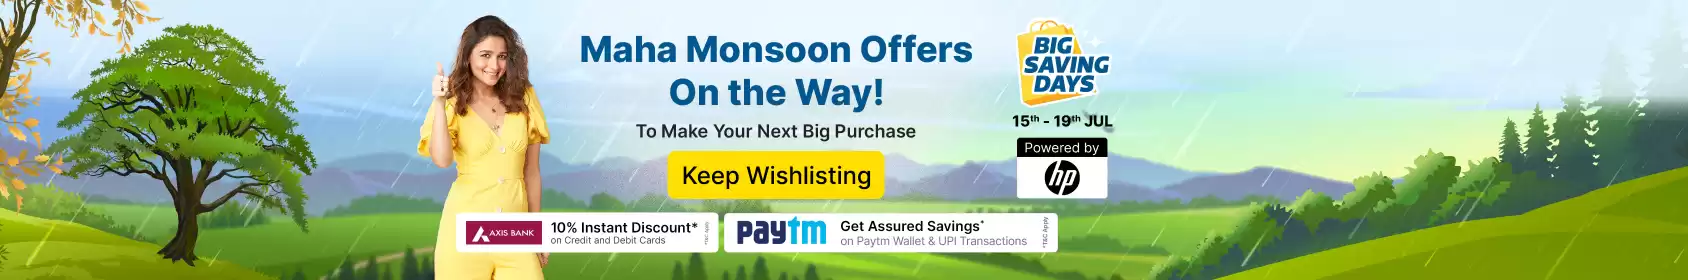 Maha Monsoon Offers
On the Way!
To Make Your Next Big Purchase
Keep Wishlisting
BIG
SAVING
DAYS
15th - 19th JUL
Powered by
hp
AXIS BANK
10% Instant Discount*
on Credit and Debit Cards
*T&C Apply
paytm
Get Assured Savings*
on Paytm Wallet & UPI Transactions
*T&C Apply